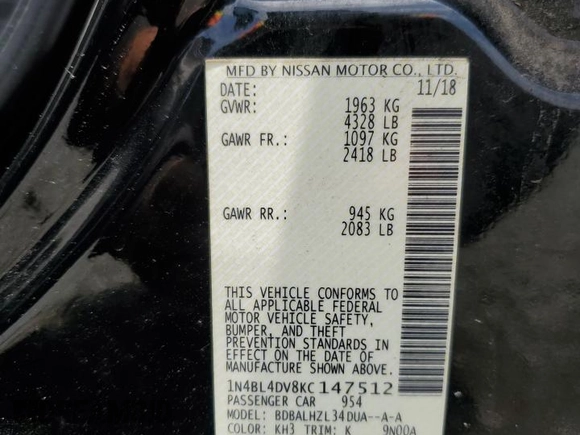 MFD BY NISSAN MOTOR CO., LTD.
DATE: 11/18
GVWR: 1963 KG
4328 LB
GAWR FR.: 1097 KG
2418 LB
GAWR RR.: 945 KG
2083 LB
THIS VEHICLE CONFORMS TO
ALL APPLICABLE FEDERAL
MOTOR VEHICLE SAFETY,
BUMPER, AND THEFT
PREVENTION STANDARDS IN
EFFECT ON THE DATE OF
MANUFACTURE SHOWN ABOVE.
1N4BL4DV8KC147512
PASSENGER CAR 954
MODEL: BDBALHZL34DUA--A-A
COLOR: KH3 TRIM: K 9N00A